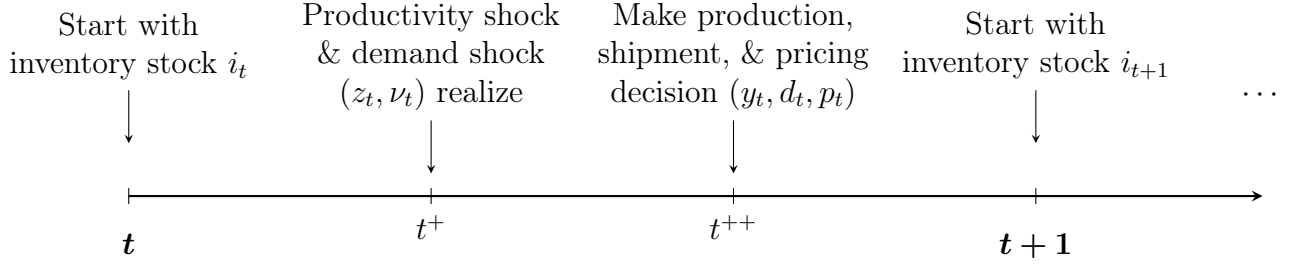 Start with
inventory stock $i_t$
Productivity shock
& demand shock
$(z_t, \nu_t)$ realize
Make production,
shipment, & pricing
decision $(y_t, d_t, p_t)$
Start with
inventory stock $i_{t+1}$
...
$t$
$t^+$
$t^{++}$
$t+1$